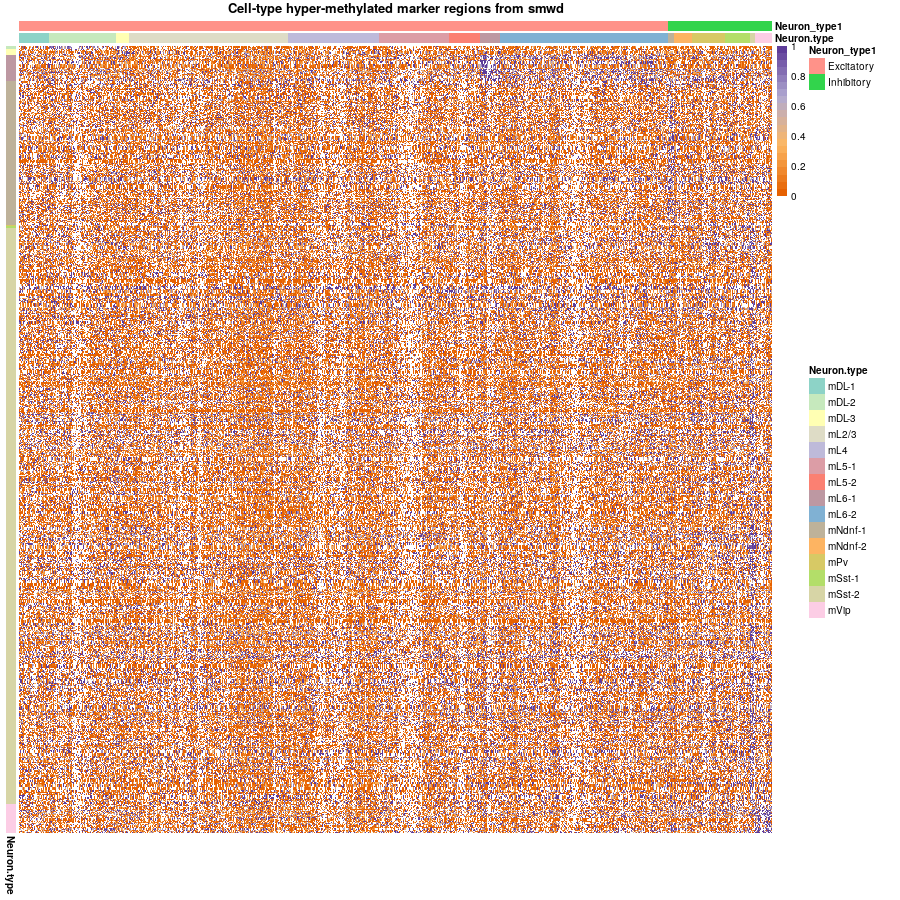 Cell-type hyper-methylated marker regions from smwd
Neuron_type1
Neuron.type
1
0.8
0.6
0.4
0.2
0
Neuron_type1
Excitatory
Inhibitory
Neuron.type
mDL-1
mDL-2
mDL-3
mL2/3
mL4
mL5-1
mL5-2
mL6-1
mL6-2
mNdnf-1
mNdnf-2
mPv
mSst-1
mSst-2
mVip
Neuron.type